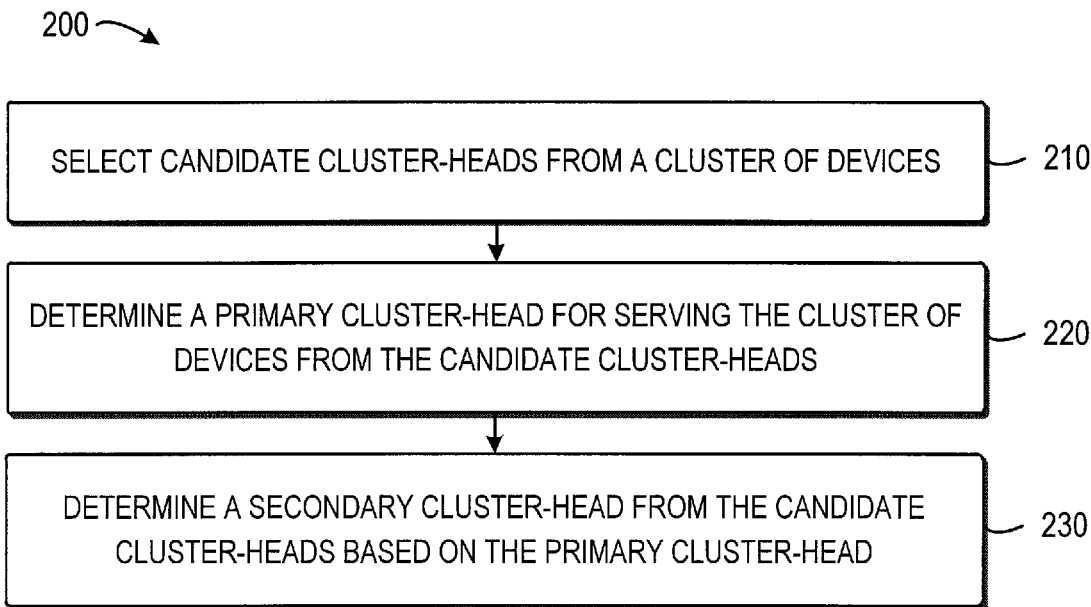 200
SELECT CANDIDATE CLUSTER-HEADS FROM A CLUSTER OF DEVICES
210
DETERMINE A PRIMARY CLUSTER-HEAD FOR SERVING THE CLUSTER OF
DEVICES FROM THE CANDIDATE CLUSTER-HEADS
220
DETERMINE A SECONDARY CLUSTER-HEAD FROM THE CANDIDATE
CLUSTER-HEADS BASED ON THE PRIMARY CLUSTER-HEAD
230